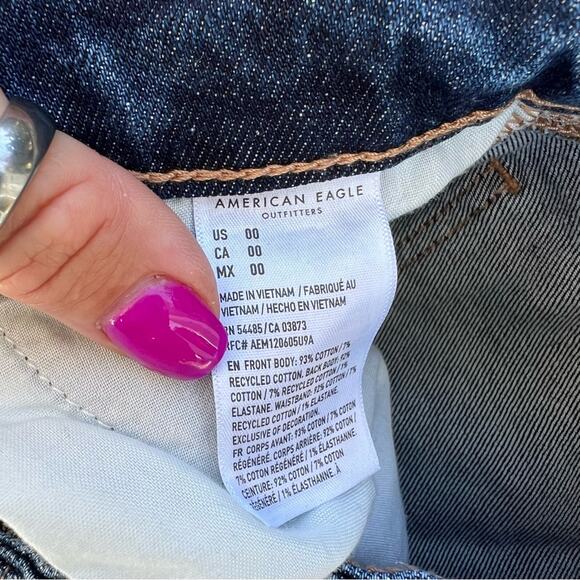 AMERICAN EAGLE
OUTFITTERS
US 00
CA 00
MX 00
MADE IN VIETNAM / FABRIQUÉ AU
VIETNAM / HECHO EN VIETNAM
RN 54485/CA 03873
RFC# AEM120605U9A
EN FRONT BODY: 93% COTTON/ 7%
RECYCLED COTTON. BACK BODY: 92%
COTTON / 7% RECYCLED COTTON / 1%
ELASTANE. WAISTBAND: 92% COTTON / 7%
RECYCLED COTTON / 1% ELASTANE.
EXCLUSIVE OF DECORATION.
FR CORPS AVANT: 93% COTON/ 7% COTON
RÉGÉNÉRÉ. CORPS ARRIÈRE: 92% COTON /
7% COTON RÉGÉNÉRÉ / 1% ÉLASTHANNE.
CEINTURE: 92% COTON / 7% COTON
RÉGÉNÉRÉ / 1% ÉLASTHANNE. À